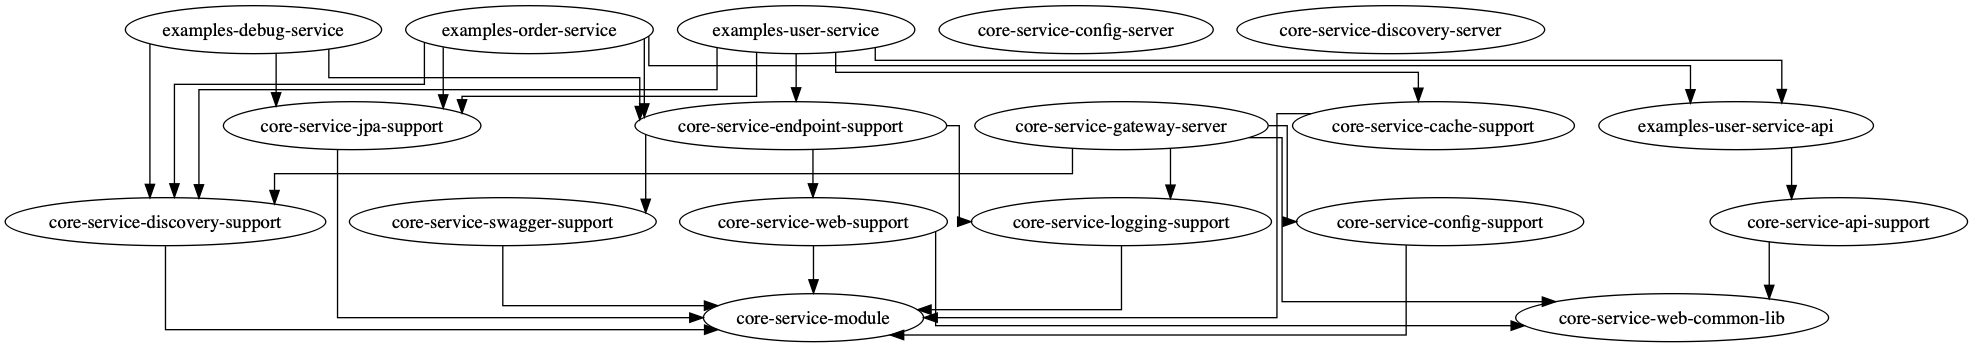 examples-debug-service
examples-order-service
examples-user-service
core-service-config-server
core-service-discovery-server
core-service-jpa-support
core-service-endpoint-support
core-service-gateway-server
core-service-cache-support
examples-user-service-api
core-service-discovery-support
core-service-swagger-support
core-service-web-support
core-service-logging-support
core-service-config-support
core-service-api-support
core-service-module
core-service-web-common-lib